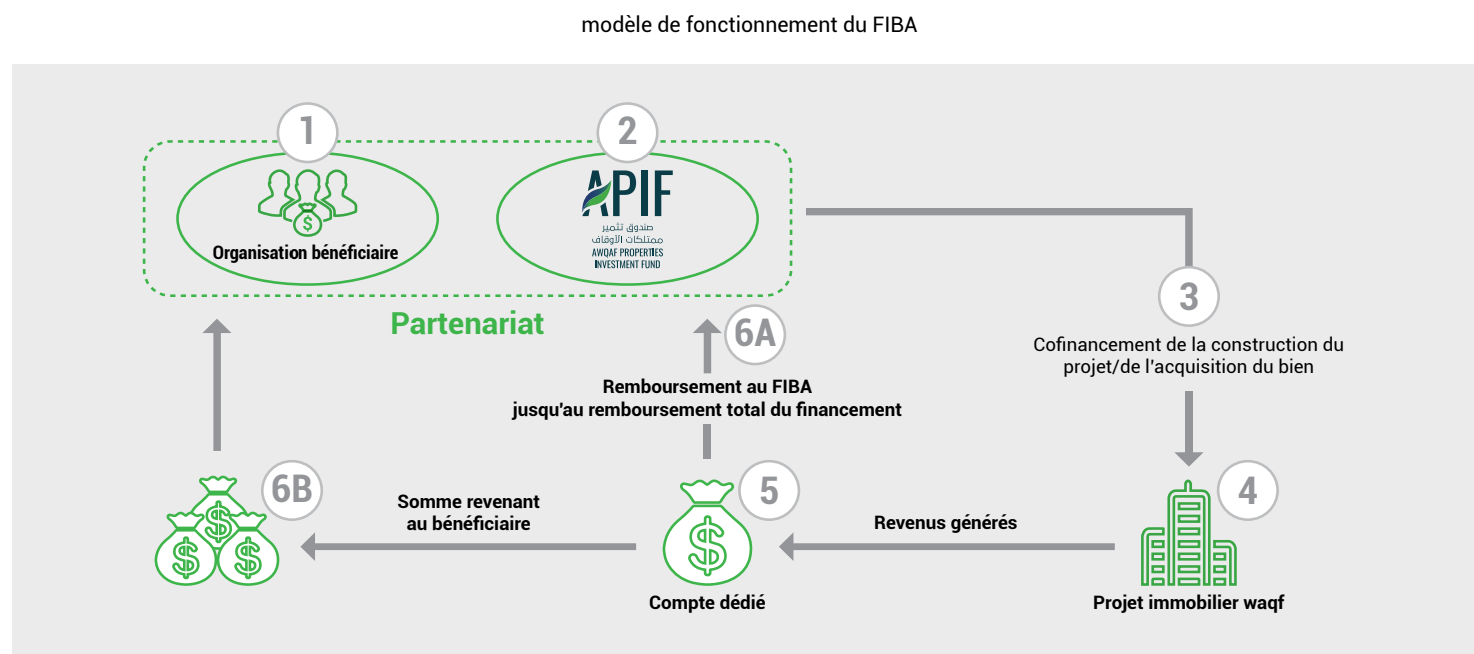 modèle de fonctionnement du FIBA
1
2
APIF
صندوق تثمير
ممتلكات الأوقاف
AWQAF PROPERTIES
INVESTMENT FUND
Organisation bénéficiaire
Partenariat
3
Cofinancement de la construction du
projet/de l'acquisition du bien
6A
Remboursement au FIBA
jusqu'au remboursement total du financement
4
Projet immobilier waqf
Revenus générés
5
$
Compte dédié
Somme revenant
au bénéficiaire
6B
$
$
$
$